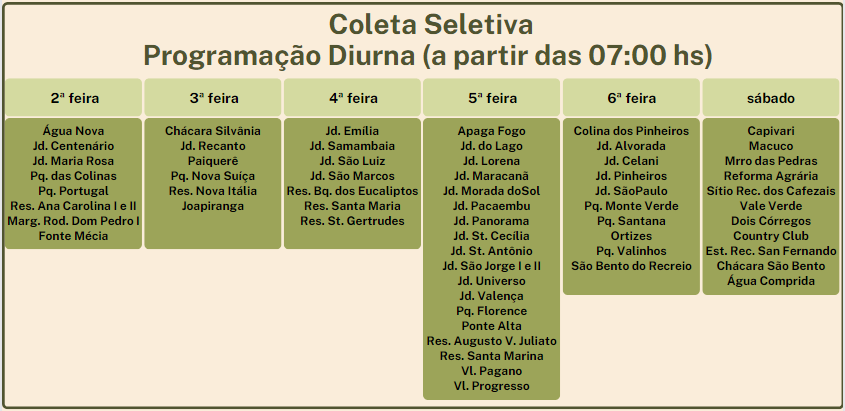 Coleta Seletiva
Programação Diurna (a partir das 07:00 hs)
2ª feira
Água Nova
Jd. Centenário
Jd. Maria Rosa
Pq. das Colinas
Pq. Portugal
Res. Ana Carolina I e II
Marg. Rod. Dom Pedro I
Fonte Mécia
3ª feira
Chácara Silvânia
Jd. Recanto
Paiquerê
Pq. Nova Suíça
Res. Nova Itália
Joapiranga
4ª feira
Jd. Emília
Jd. Samambaia
Jd. São Luiz
Jd. São Marcos
Res. Bq. dos Eucaliptos
Res. Santa Maria
Res. St. Gertrudes
5ª feira
Apaga Fogo
Jd. do Lago
Jd. Lorena
Jd. Maracanã
Jd. Morada doSol
Jd. Pacaembu
Jd. Panorama
Jd. St. Cecília
Jd. St. Antônio
Jd. São Jorge I e II
Jd. Universo
Jd. Valença
Pq. Florence
Ponte Alta
Res. Augusto V. Juliato
Res. Santa Marina
Vl. Pagano
Vl. Progresso
6ª feira
Colina dos Pinheiros
Jd. Alvorada
Jd. Celani
Jd. Pinheiros
Jd. SãoPaulo
Pq. Monte Verde
Pq. Santana
Ortizes
Pq. Valinhos
São Bento do Recreio
sábado
Capivari
Macuco
Mrro das Pedras
Reforma Agrária
Sítio Rec. dos Cafezais
Vale Verde
Dois Córregos
Country Club
Est. Rec. San Fernando
Chácara São Bento
Água Comprida